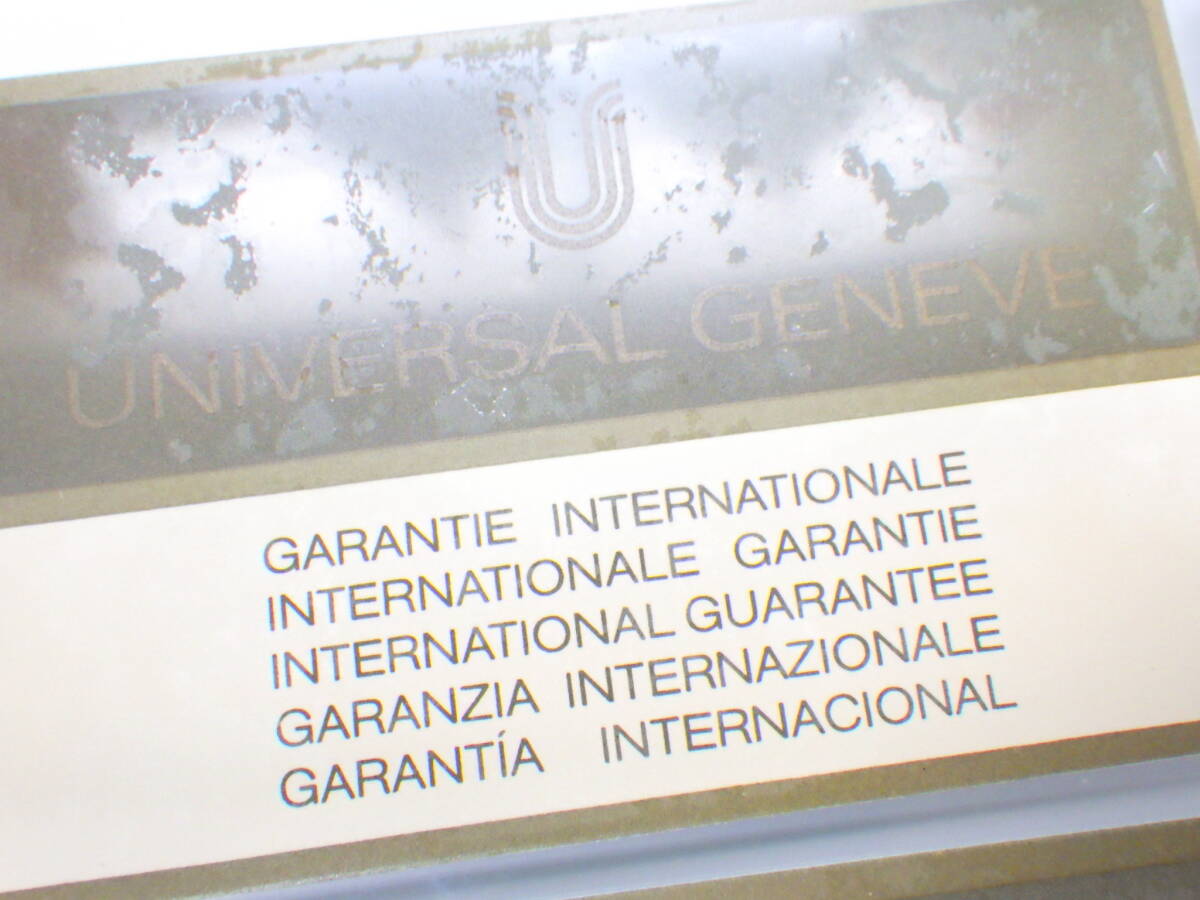 UNIVERSAL GENEVE
GARANTIE INTERNATIONALE
INTERNATIONALE GARANTIE
INTERNATIONAL GUARANTEE
GARANZIA INTERNAZIONALE
GARANTÍA INTERNACIONAL